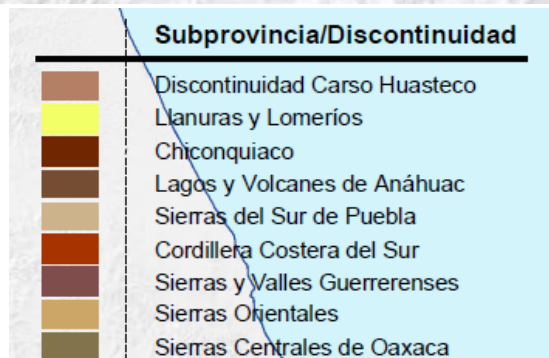 Subprovincia/Discontinuidad
Discontinuidad Carso Huasteco
Llanuras y Lomeríos
Chiconquiaco
Lagos y Volcanes de Anáhuac
Sierras del Sur de Puebla
Cordillera Costera del Sur
Sierras y Valles Guerrerenses
Sierras Orientales
Sierras Centrales de Oaxaca